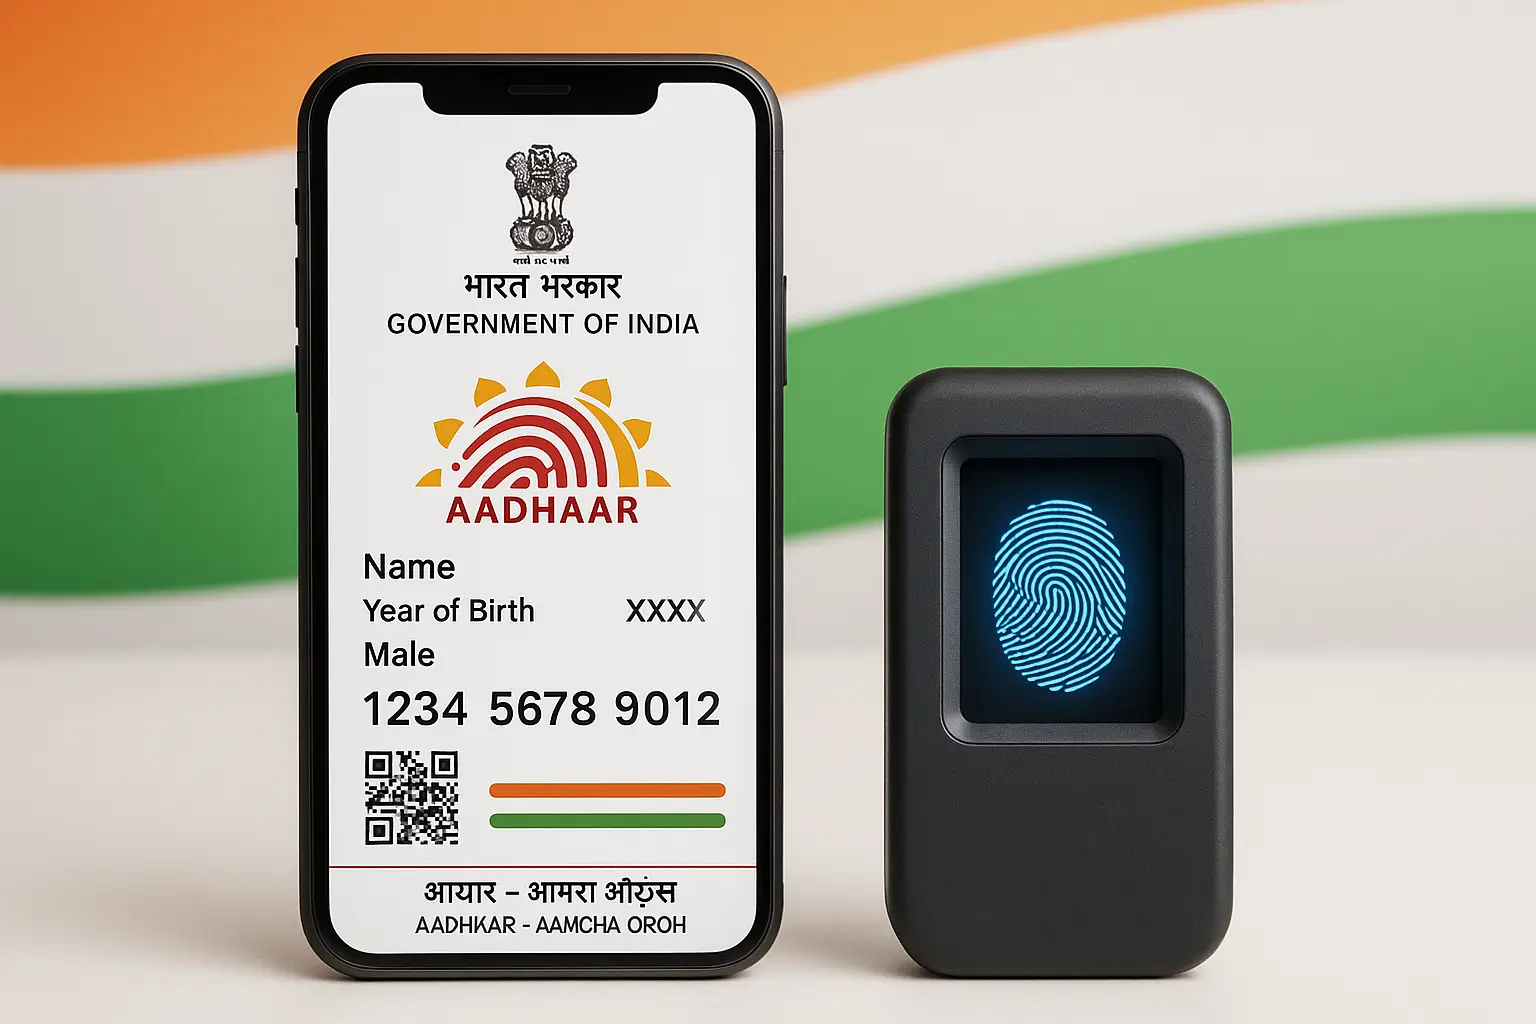 भारत भरकार
GOVERNMENT OF INDIA
AADHAAR
Name
Year of Birth XXXX
Male
1234 5678 9012
आयार – आमरा
AADHKAR - AAMCHA OROH